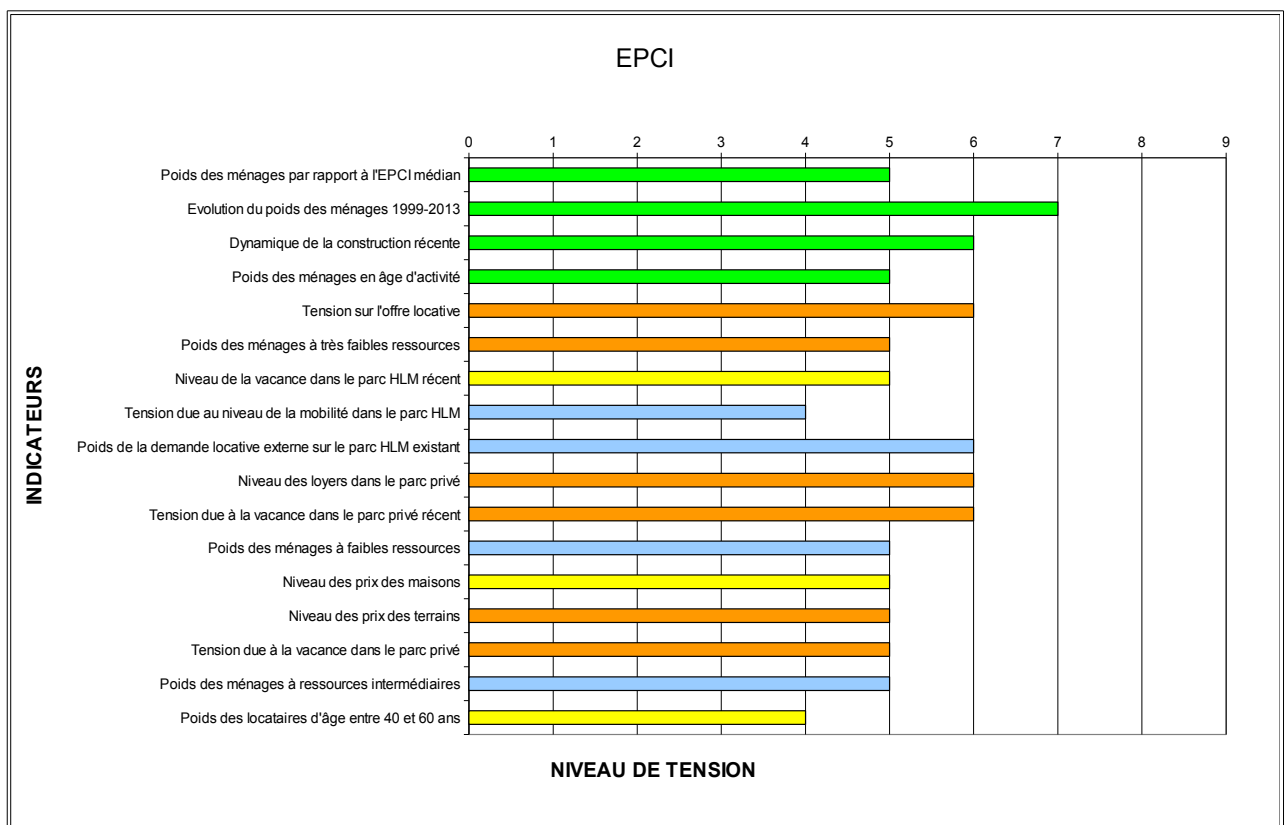 EPCI
0 1 2 3 4 5 6 7 8 9
Poids des ménages par rapport à l'EPCI médian
Evolution du poids des ménages 1999-2013
Dynamique de la construction récente
Poids des ménages en âge d'activité
Tension sur l'offre locative
Poids des ménages à très faibles ressources
Niveau de la vacance dans le parc HLM récent
Tension due au niveau de la mobilité dans le parc HLM
Poids de la demande locative externe sur le parc HLM existant
Niveau des loyers dans le parc privé
Tension due à la vacance dans le parc privé récent
Poids des ménages à faibles ressources
Niveau des prix des maisons
Niveau des prix des terrains
Tension due à la vacance dans le parc privé
Poids des ménages à ressources intermédiaires
Poids des locataires d'âge entre 40 et 60 ans
INDICATEURS
NIVEAU DE TENSION